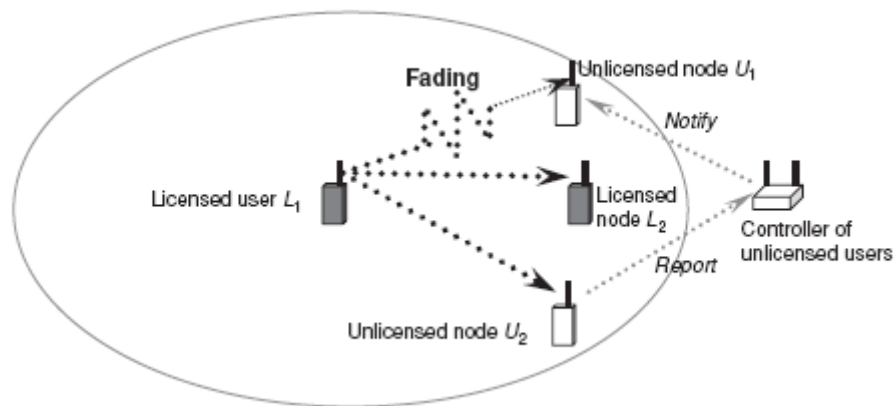 Fading
Unlicensed node U1
Notify
Licensed user L1
Licensed
node L2
Controller of
unlicensed users
Report
Unlicensed node U2